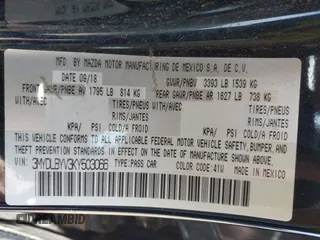 MFD BY MAZDA MOTOR MANUFACTURING DE MEXICO S.A. DE C.V.
DATE 09/18 GVWR/PNBV 3393 LB 1539 KG
FRONT GAWR/PNBE AV 1795 LB 814 KG REAR GAWR/PNBE AR 1627 LB 738 KG
WITH/AVEC TIRES/PNEUS TIRES/PNEUS
WITH/AVEC WITH/AVEC
KPA/ PSI COLD/A FROID KPA/ PSI COLD/A FROID
THIS VEHICLE CONFORMS TO ALL APPLICABLE FEDERAL MOTOR VEHICLE SAFETY, BUMPER,
AND THEFT PREVENTION STANDARDS IN EFFECT ON THE DATE OF MANUFACTURE SHOWN ABOVE.
VIN: 3MYDLBYV3KY503066 TYPE: PASS CAR
COLOR CODE: 41W MADE IN MEXICO